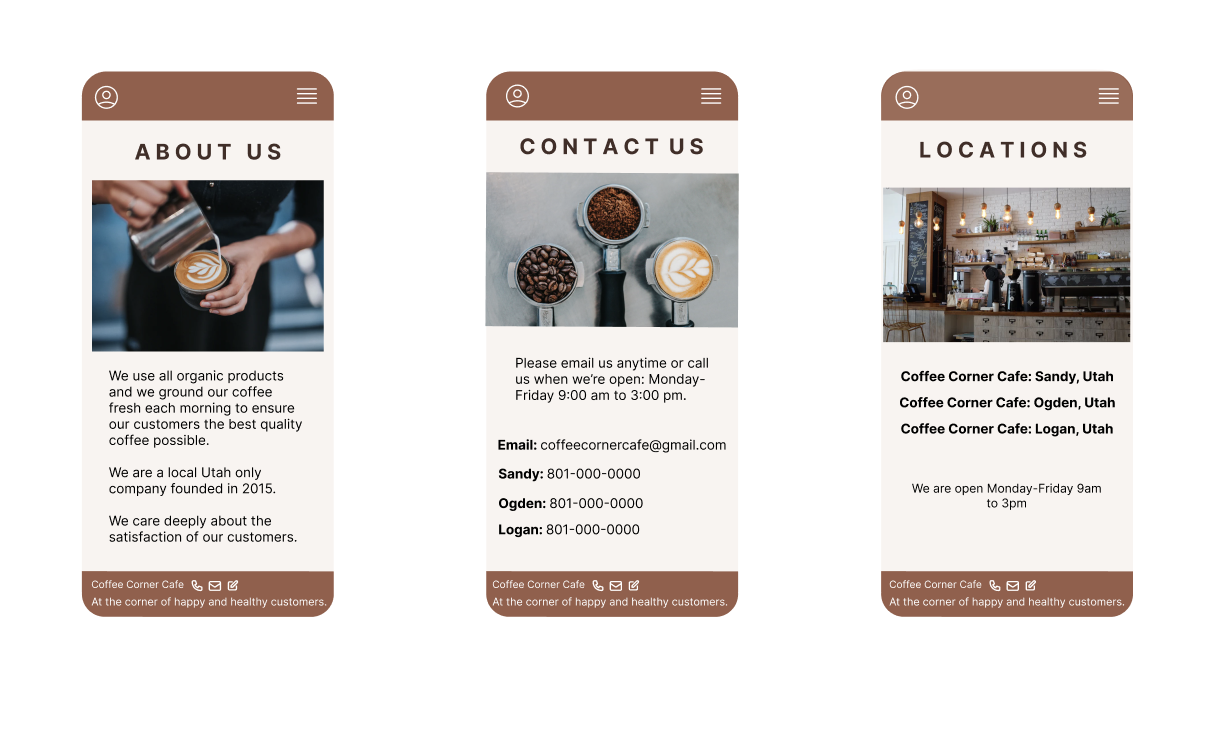 ABOUT US
We use all organic products
and we ground our coffee
fresh each morning to ensure
our customers the best quality
coffee possible.
We are a local Utah only
company founded in 2015.
We care deeply about the
satisfaction of our customers.
Coffee Corner Cafe
At the corner of happy and healthy customers.
CONTACT US
Please email us anytime or call
us when we’re open: Monday-
Friday 9:00 am to 3:00 pm.
Email: coffeecornercafe@gmail.com
Sandy: 801-000-0000
Ogden: 801-000-0000
Logan: 801-000-0000
Coffee Corner Cafe
At the corner of happy and healthy customers.
LOCATIONS
Coffee Corner Cafe: Sandy, Utah
Coffee Corner Cafe: Ogden, Utah
Coffee Corner Cafe: Logan, Utah
We are open Monday-Friday 9am
to 3pm
Coffee Corner Cafe
At the corner of happy and healthy customers.